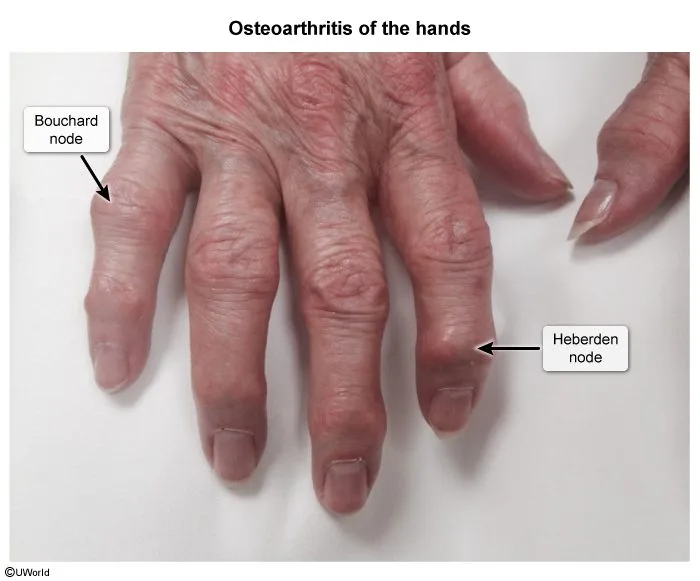 Osteoarthritis of the hands
Bouchard
node
Heberden
node
©UWorld